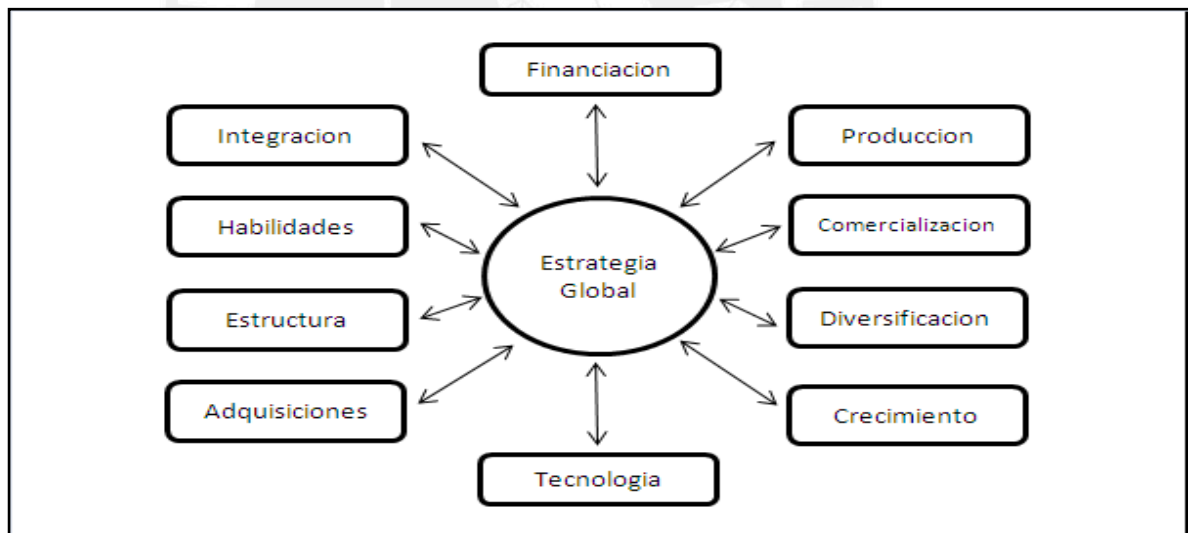 Financiacion
Integracion
Produccion
Habilidades
Comercializacion
Estrategia
Global
Estructura
Diversificacion
Adquisiciones
Crecimiento
Tecnologia